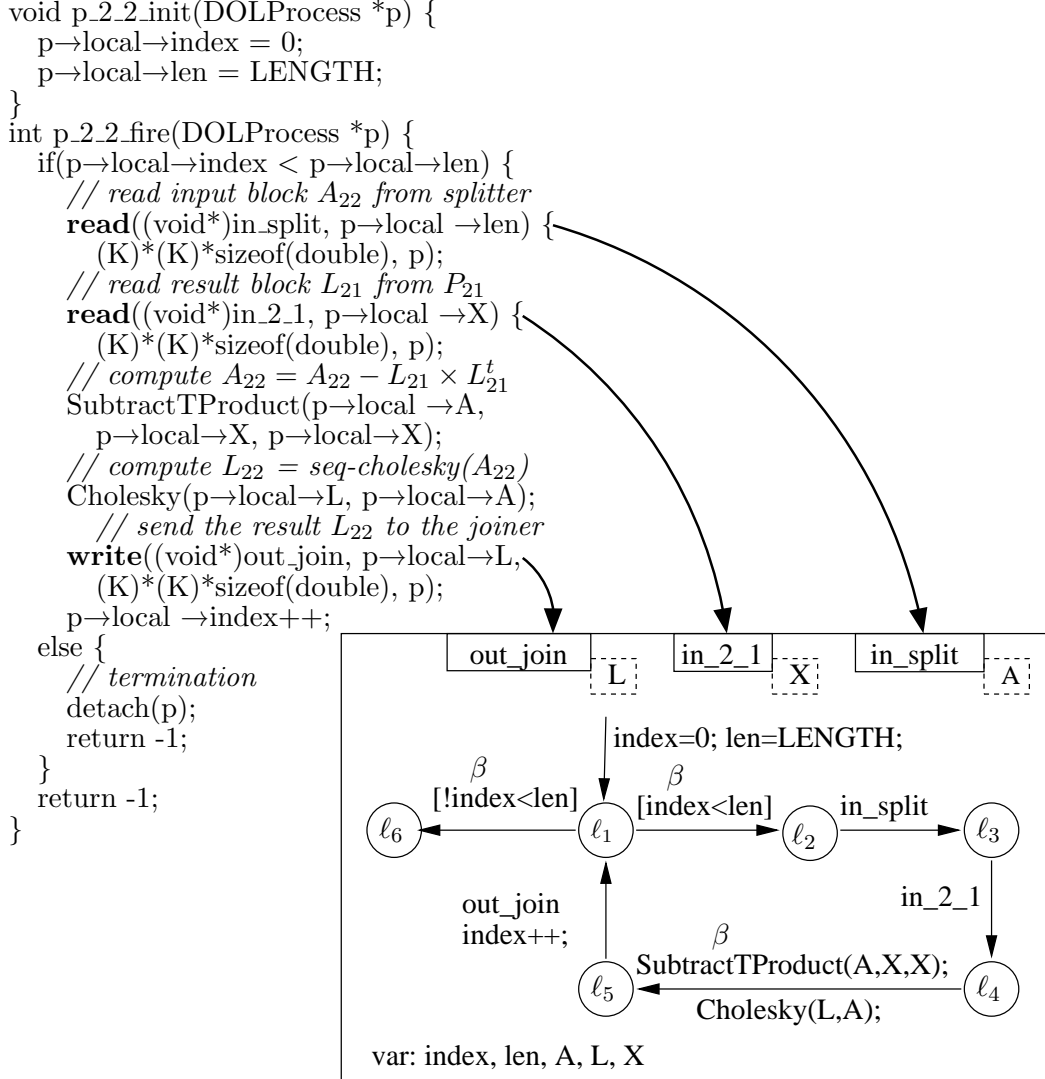 void p_2_2_init(DOLProcess *p) {
p→local→index = 0;
p→local→len = LENGTH;
}
int p_2_2_fire(DOLProcess *p) {
if(p→local→index < p→local→len) {
// read input block A₂₂ from splitter
read((void*)in_split, p→local →len) {
(K)*(K)*sizeof(double), p);
// read result block L₂₁ from P₂₁
read((void*)in_2_1, p→local →X) {
(K)*(K)*sizeof(double), p);
// compute A₂₂ = A₂₂ − L₂₁ × Lᵗ₂₁
SubtractTProduct(p→local →A,
p→local→X, p→local→X);
// compute L₂₂ = seq-cholesky(A₂₂)
Cholesky(p→local→L, p→local→A);
// send the result L₂₂ to the joiner
write((void*)out_join, p→local→L,
(K)*(K)*sizeof(double), p);
p→local →index++;
else {
// termination
detach(p);
return -1;
}
return -1;
}
out_join in_2_1 in_split
L X A
index=0; len=LENGTH;
β β
[!index<len] [index<len] in_split
ℓ₆ ℓ₁ ℓ₂ ℓ₃
in_2_1
out_join
index++;
β
SubtractTProduct(A,X,X);
ℓ₅ ℓ₄
Cholesky(L,A);
var: index, len, A, L, X